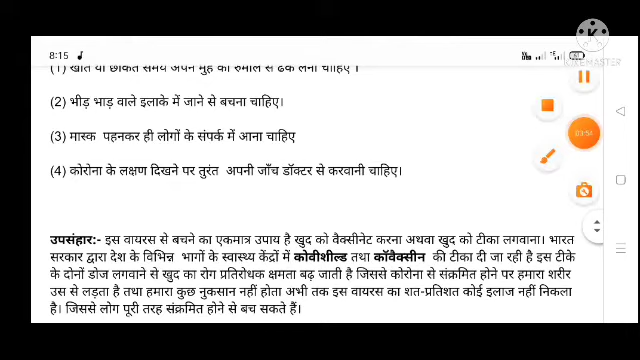 8:15
KINEMASTER
(1) खाँते या छींकते समय अपने मुँह को रुमाल से ढक लेना चाहिए ।
(2) भीड़ भाड़ वाले इलाके में जाने से बचना चाहिए।
(3) मास्क पहनकर ही लोगों के संपर्क में आना चाहिए
03:54
(4) कोरोना के लक्षण दिखने पर तुरंत अपनी जाँच डॉक्टर से करवानी चाहिए।
उपसंहार:- इस वायरस से बचने का एकमात्र उपाय है खुद को वैक्सीनेट करना अथवा खुद को टीका लगवाना। भारत
सरकार द्वारा देश के विभिन्न भागों के स्वास्थ्य केंद्रों में कोवीशील्ड तथा कॉवैक्सीन की टीका दी जा रही है इस टीके
के दोनों डोज लगवाने से खुद का रोग प्रतिरोधक क्षमता बढ़ जाती है जिससे कोरोना से संक्रमित होने पर हमारा शरीर
उस से लड़ता है तथा हमारा कुछ नुकसान नहीं होता अभी तक इस वायरस का शत-प्रतिशत कोई इलाज नहीं निकला
है। जिससे लोग पूरी तरह संक्रमित होने से बच सकते हैं।